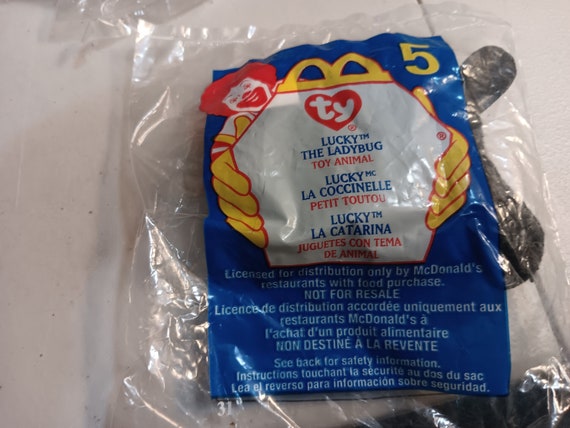 5
ty®
LUCKY™
THE LADYBUG
TOY ANIMAL
LUCKY MC
LA COCCINELLE
PETIT TOUTOU
LUCKY™
LA CATARINA
JUGUETES CON TEMA
DE ANIMAL
Licensed for distribution only by McDonald's
restaurants with food purchase.
NOT FOR RESALE
Licence de distribution accordée uniquement aux
restaurants McDonald's à
l'achat d'un produit alimentaire
NON DESTINÉ À LA REVENTE
See back for safety information.
Instructions touchant la sécurité au dos du sac
Lea el reverso para información sobre seguridad.